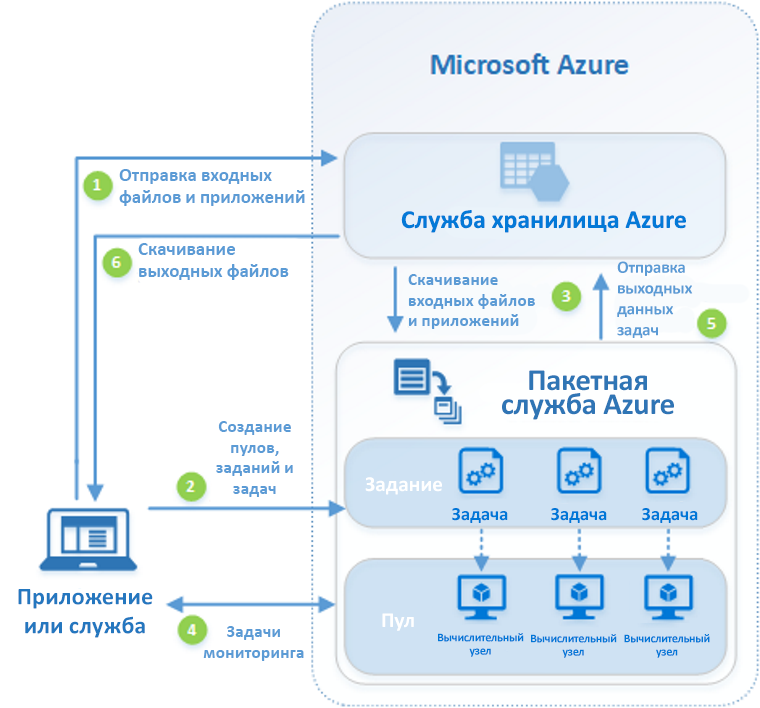 Microsoft Azure
1
Отправка входных
файлов и приложений
Служба хранилища Azure
6
Скачивание
выходных файлов
Скачивание
входных файлов
и приложений
3
Отправка
выходных
данных
задач
5
Пакетная
служба Azure
Создание
пулов,
заданий и
задач
2
Задание
Задача
Задача
Задача
Приложение
или служба
4
Задачи
мониторинга
Пул
Вычислительный
узел
Вычислительный
узел
Вычислительный
узел